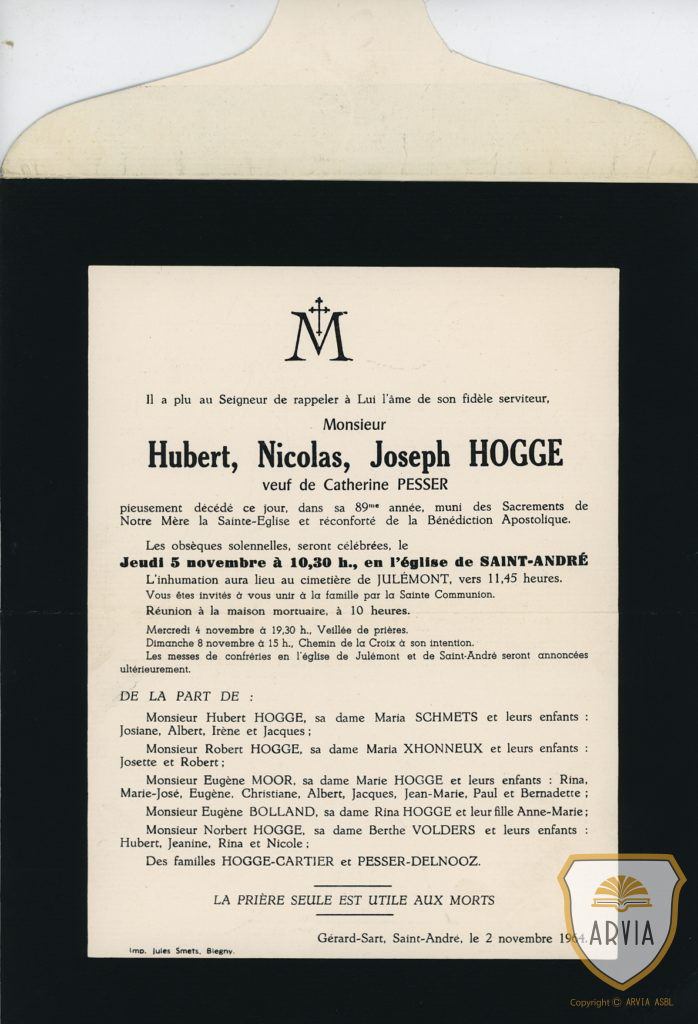 M
Il a plu au Seigneur de rappeler à Lui l'âme de son fidèle serviteur,
Monsieur
Hubert, Nicolas, Joseph HOGGE
veuf de Catherine PESSER
pieusement décédé ce jour, dans sa 89me année, muni des Sacrements de
Notre Mère la Sainte-Eglise et réconforté de la Bénédiction Apostolique.
Les obsèques solennelles, seront célébrées, le
Jeudi 5 novembre à 10,30 h., en l'église de SAINT-ANDRÉ
L'inhumation aura lieu au cimetière de JULÉMONT, vers 11,45 heures.
Vous êtes invités à vous unir à la famille par la Sainte Communion.
Réunion à la maison mortuaire, à 10 heures.
Mercredi 4 novembre à 19,30 h., Veillée de prières.
Dimanche 8 novembre à 15 h., Chemin de la Croix à son intention.
Les messes de confréries en l'église de Julémont et de Saint-André seront annoncées
ultérieurement.
DE LA PART DE :
Monsieur Hubert HOGGE, sa dame Maria SCHMETS et leurs enfants :
Josiane, Albert, Irène et Jacques ;
Monsieur Robert HOGGE, sa dame Maria XHONNEUX et leurs enfants :
Josette et Robert ;
Monsieur Eugène MOOR, sa dame Marie HOGGE et leurs enfants : Rina,
Marie-José, Eugène, Christiane, Albert, Jacques, Jean-Marie, Paul et Bernadette ;
Monsieur Eugène BOLLAND, sa dame Rina HOGGE et leur fille Anne-Marie ;
Monsieur Norbert HOGGE, sa dame Berthe VOLDERS et leurs enfants :
Hubert, Jeanine, Rina et Nicole ;
Des familles HOGGE-CARTIER et PESSER-DELNOOZ.
LA PRIÈRE SEULE EST UTILE AUX MORTS
Gérard-Sart, Saint-André, le 2 novembre 1964.
Imp. Jules Smets, Blegny.
ARVIA
Copyright © ARVIA ASBL